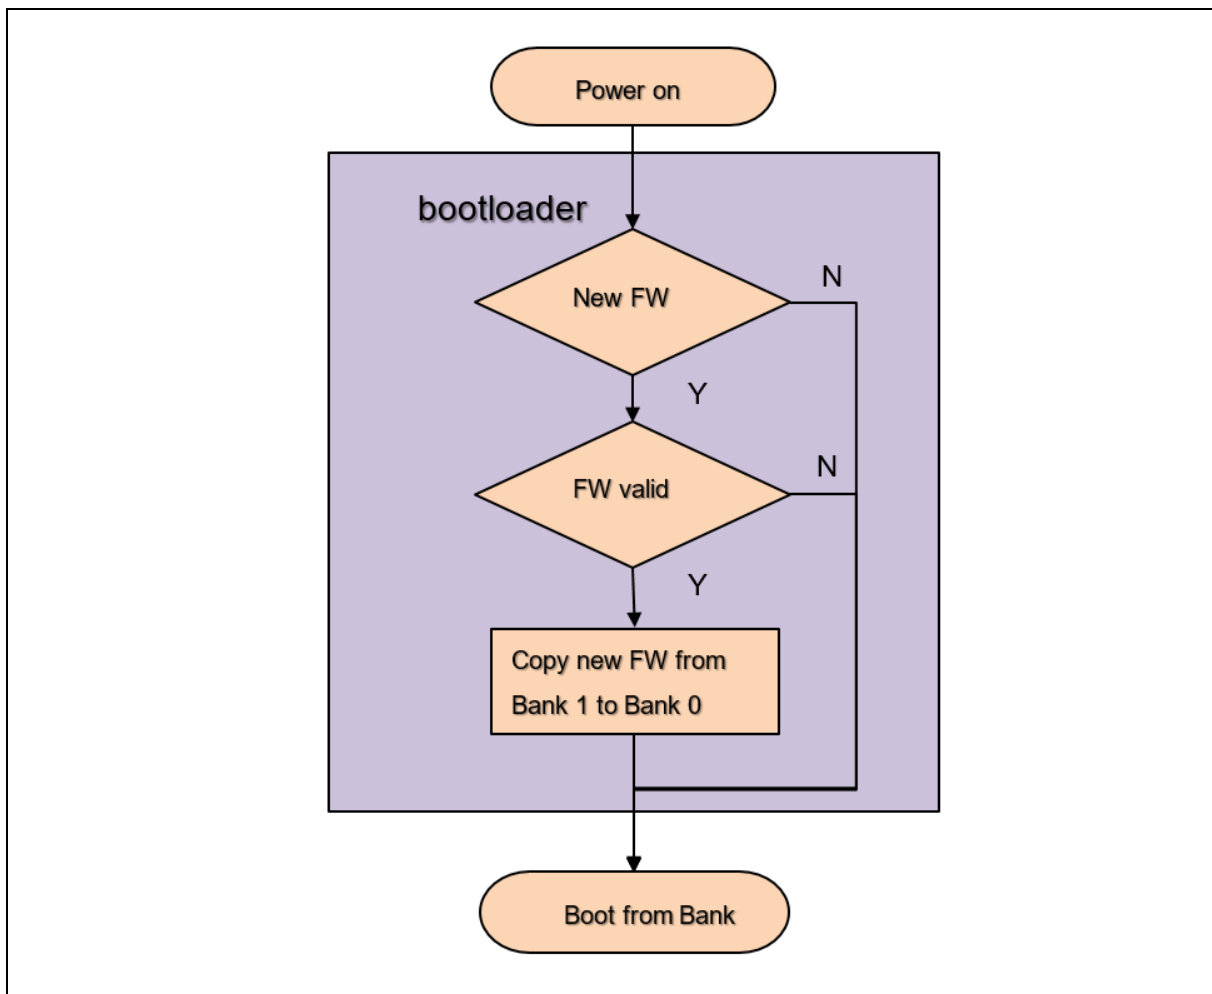 Power on
bootloader
New FW
N
Y
FW valid
N
Y
Copy new FW from
Bank 1 to Bank 0
Boot from Bank